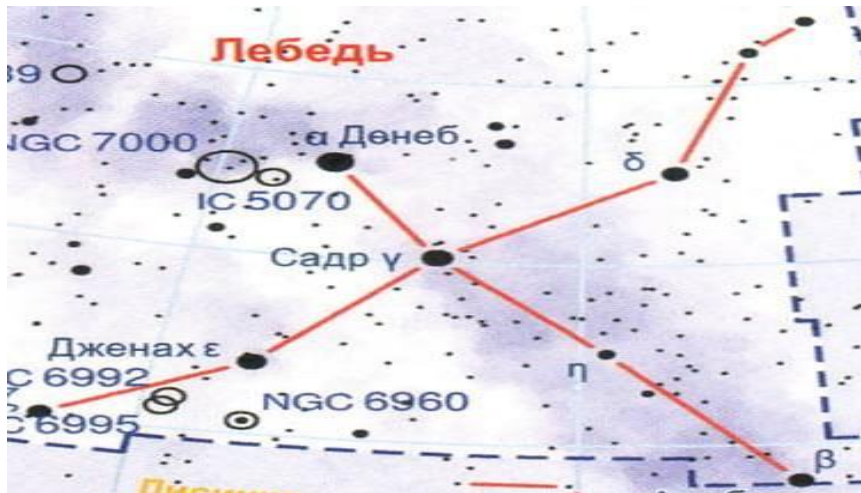 Лебедь
39
NGC 7000
α Денеб
δ
IC 5070
Садр γ
Дженах ε
C 6992
NGC 6960
η
C 6995
β